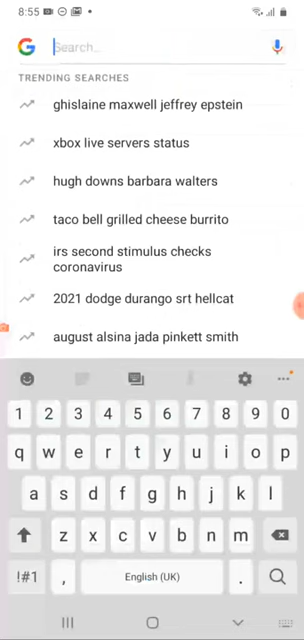 8:55
Search...
TRENDING SEARCHES
ghislaine maxwell jeffrey epstein
xbox live servers status
hugh downs barbara walters
taco bell grilled cheese burrito
irs second stimulus checks
coronavirus
2021 dodge durango srt hellcat
august alsina jada pinkett smith
1 2 3 4 5 6 7 8 9 0
q w e r t y u i o p
a s d f g h j k l
z x c v b n m
!#1 , English (UK) .